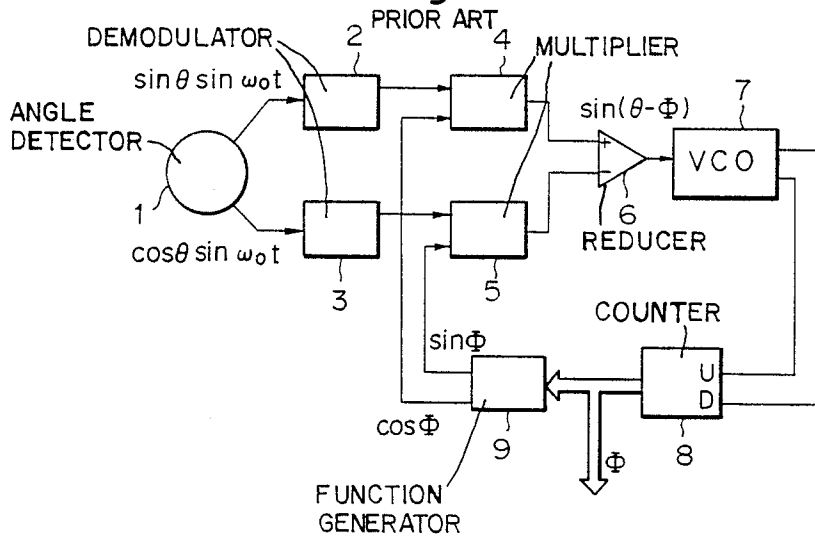 PRIOR ART
DEMODULATOR
2
4
MULTIPLIER
sinθ sin ω₀t
sin(θ-Φ)
7
ANGLE
DETECTOR
+
VCO
−
1
6
REDUCER
cosθ sin ω₀t
3
5
COUNTER
sinΦ
U
D
cosΦ
9
8
Φ
FUNCTION
GENERATOR